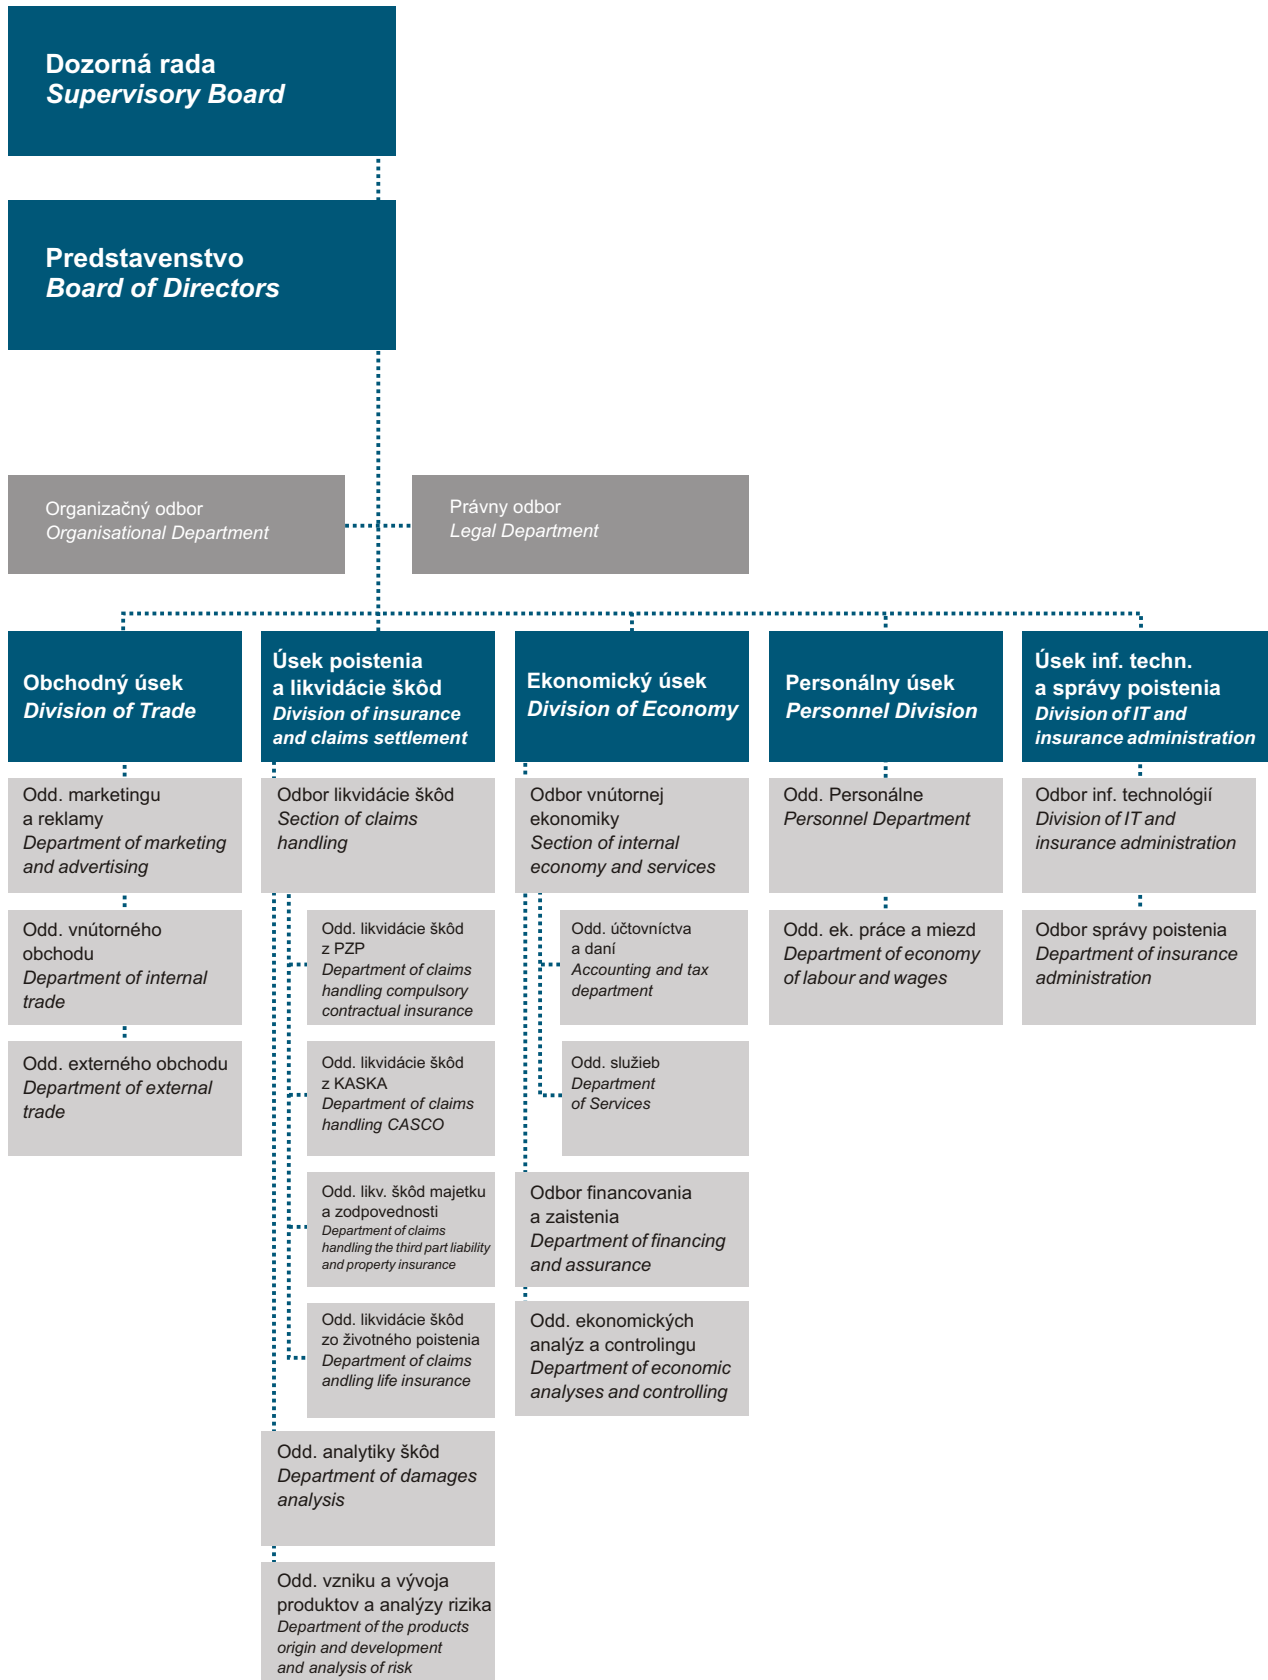 Dozorná rada
Supervisory Board
Predstavenstvo
Board of Directors
Organizačný odbor
Organisational Department
Právny odbor
Legal Department
Obchodný úsek
Division of Trade
Odd. marketingu
a reklamy
Department of marketing
and advertising
Odd. vnútorného
obchodu
Department of internal
trade
Odd. externého obchodu
Department of external
trade
Úsek poistenia
a likvidácie škôd
Division of insurance
and claims settlement
Odbor likvidácie škôd
Section of claims
handling
Odd. likvidácie škôd
z PZP
Department of claims
handling compulsory
contractual insurance
Odd. likvidácie škôd
z KASKA
Department of claims
handling CASCO
Odd. likv. škôd majetku
a zodpovednosti
Department of claims
handling the third part liability
and property insurance
Odd. likvidácie škôd
zo životného poistenia
Department of claims
andling life insurance
Odd. analytiky škôd
Department of damages
analysis
Odd. vzniku a vývoja
produktov a analýzy rizika
Department of the products
origin and development
and analysis of risk
Ekonomický úsek
Division of Economy
Odbor vnútornej
ekonomiky
Section of internal
economy and services
Odd. účtovníctva
a daní
Accounting and tax
department
Odd. služieb
Department
of Services
Odbor financovania
a zaistenia
Department of financing
and assurance
Odd. ekonomických
analýz a controlingu
Department of economic
analyses and controlling
Personálny úsek
Personnel Division
Odd. Personálne
Personnel Department
Odd. ek. práce a miezd
Department of economy
of labour and wages
Úsek inf. techn.
a správy poistenia
Division of IT and
insurance administration
Odbor inf. technológií
Division of IT and
insurance administration
Odbor správy poistenia
Department of insurance
administration